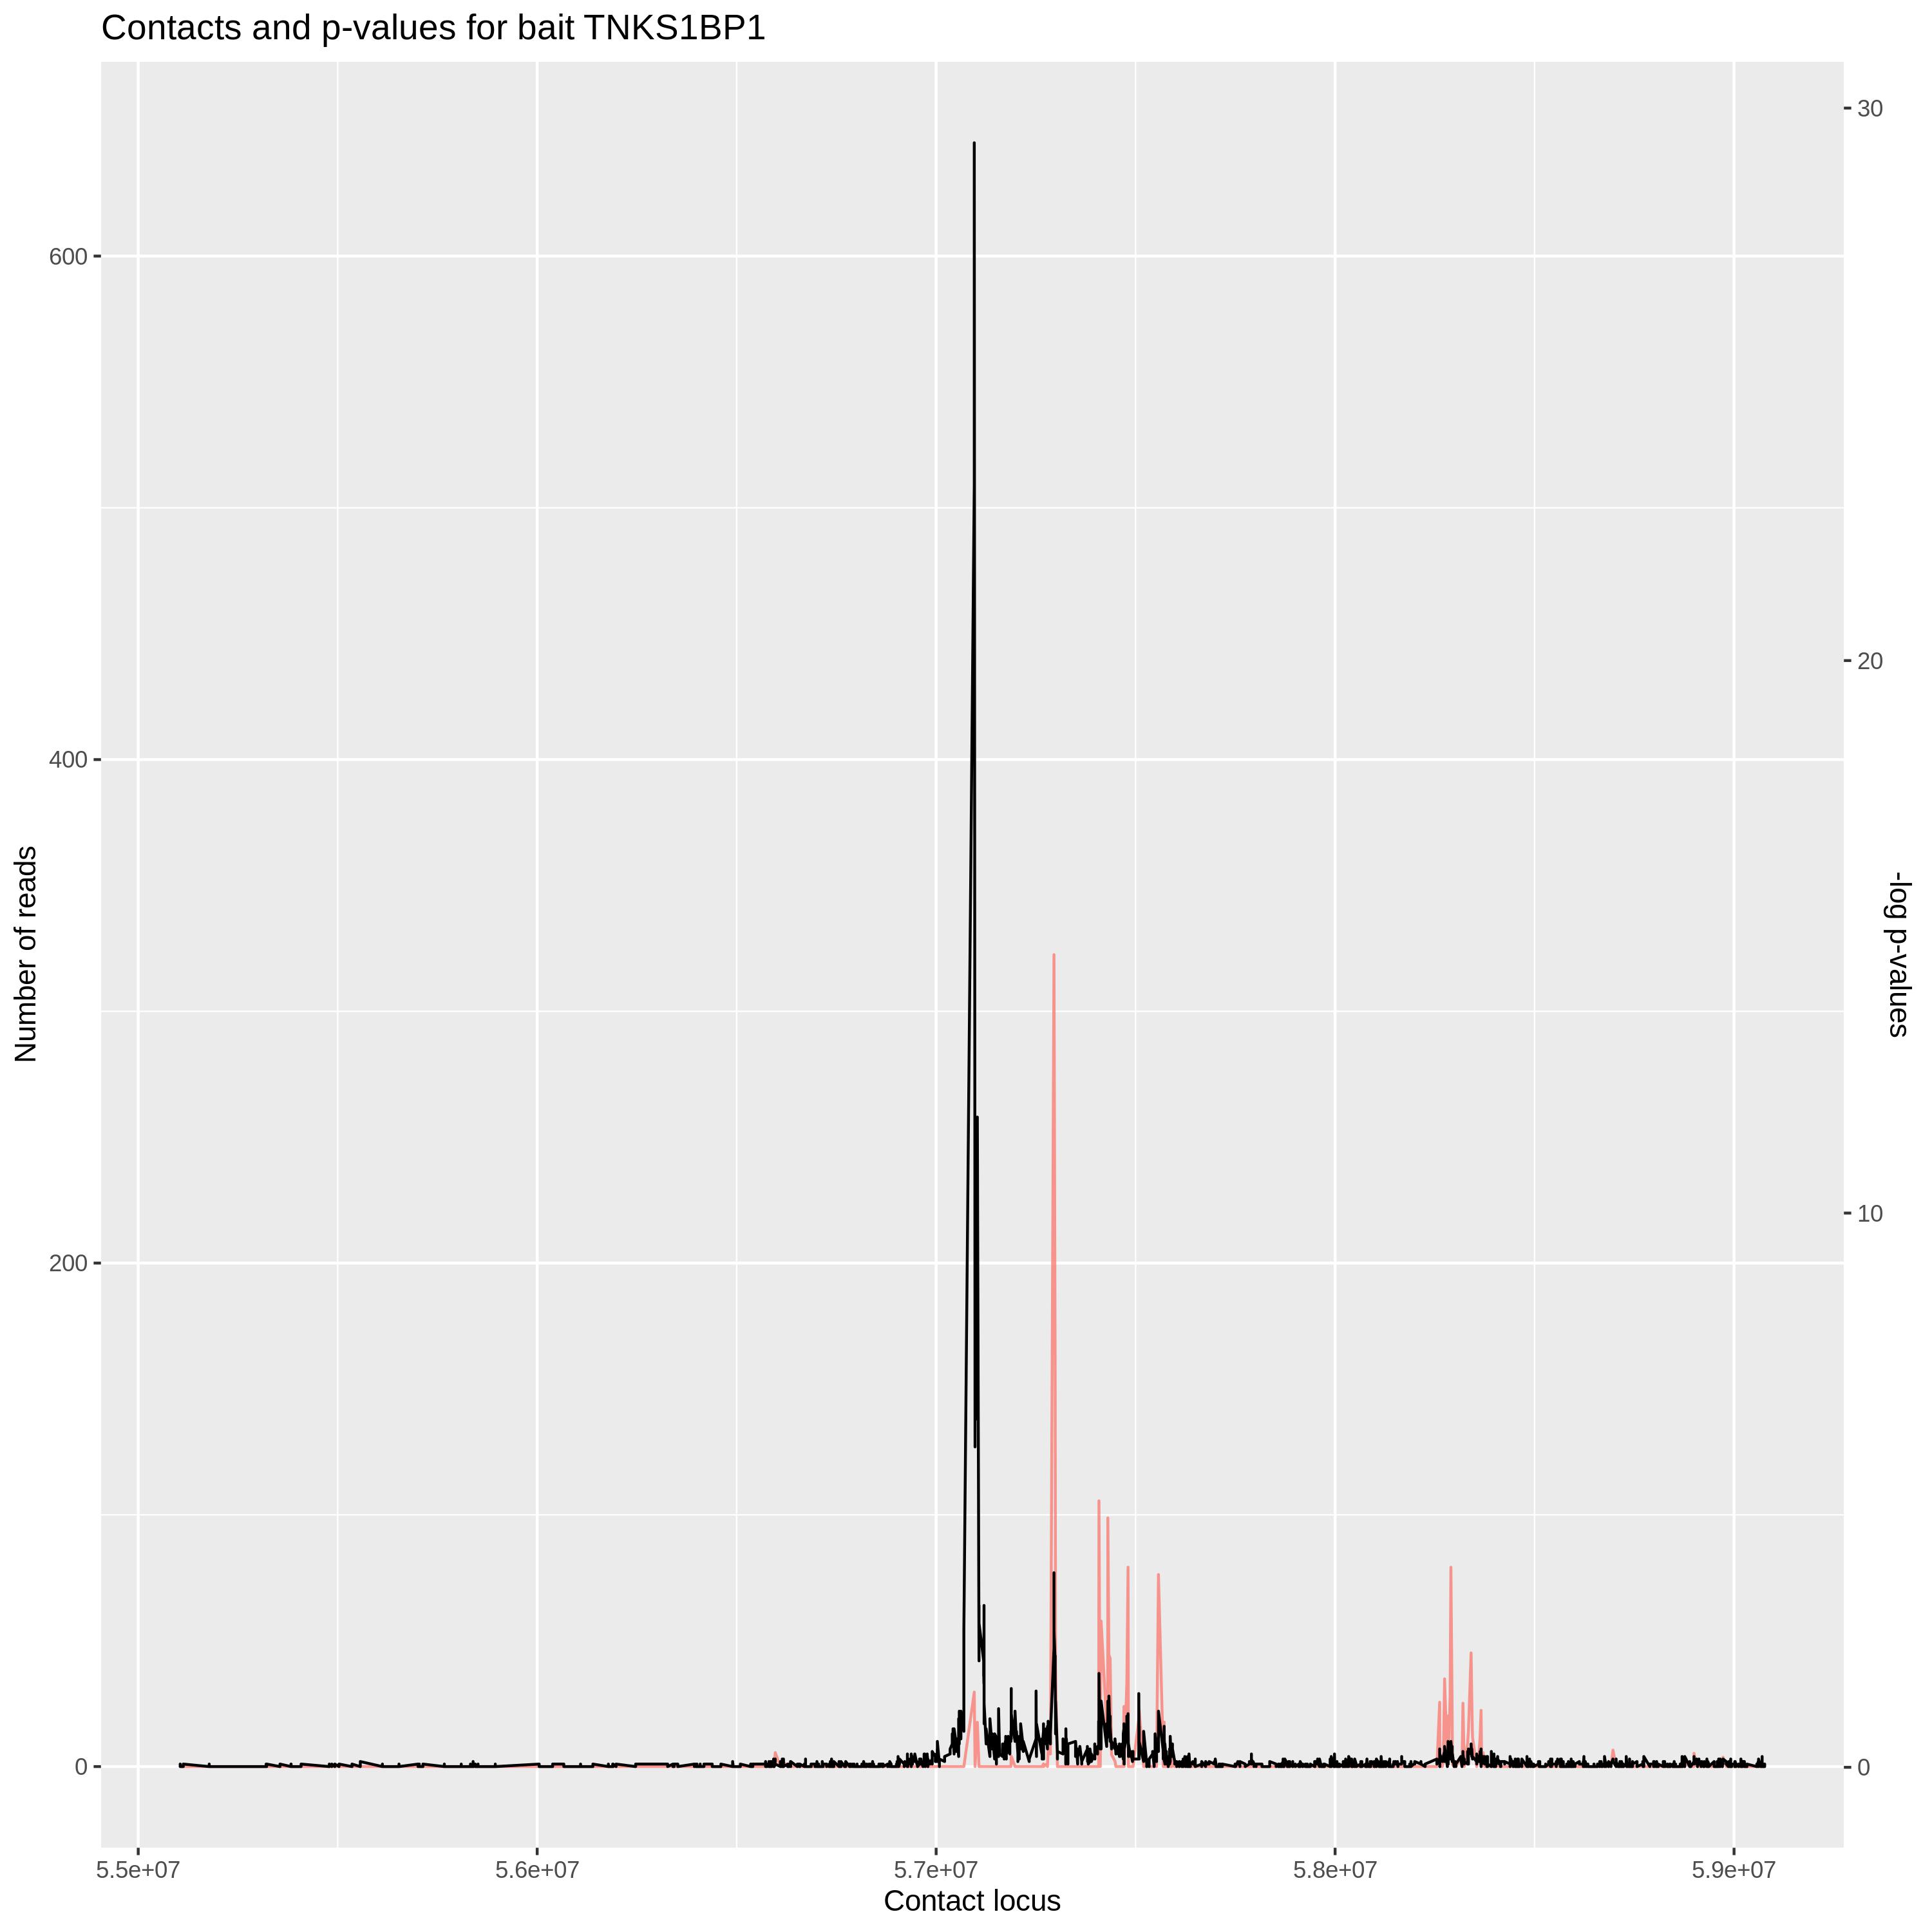 Contacts and p-values for bait TNKS1BP1
Number of reads
600
400
200
0
30
20
10
0
-log p-values
5.5e+07 5.6e+07 5.7e+07 5.8e+07 5.9e+07
Contact locus